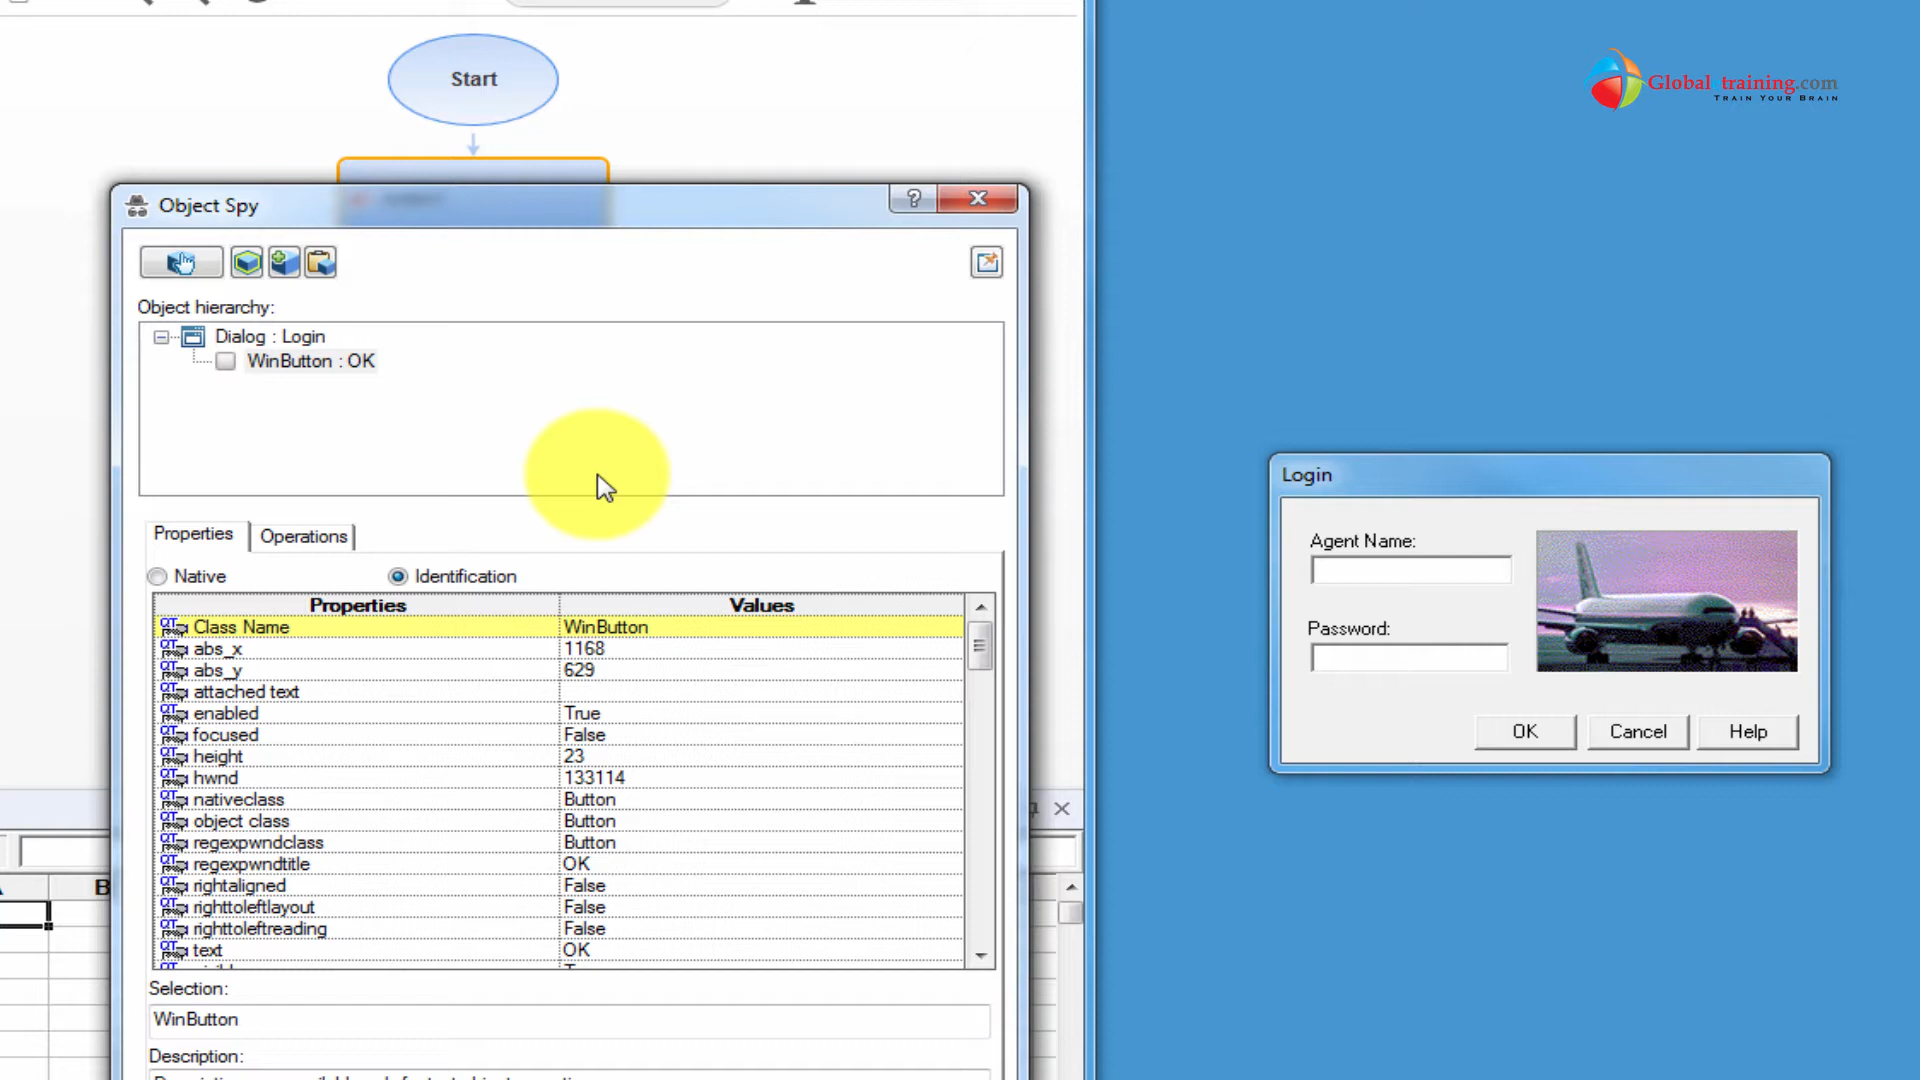 Start
Global training.com
TRAIN YOUR BRAIN
Object Spy
?
Object hierarchy:
Dialog : Login
WinButton : OK
Properties
Operations
Native
Identification
Properties Values
Class Name WinButton
abs_x 1168
abs_y 629
attached text
enabled True
focused False
height 23
hwnd 133114
nativeclass Button
object class Button
regexpwndclass Button
regexpwndtitle OK
rightaligned False
righttoleftlayout False
righttoleftreading False
text OK
Selection:
WinButton
Description:
B
Login
Agent Name:
Password:
OK
Cancel
Help